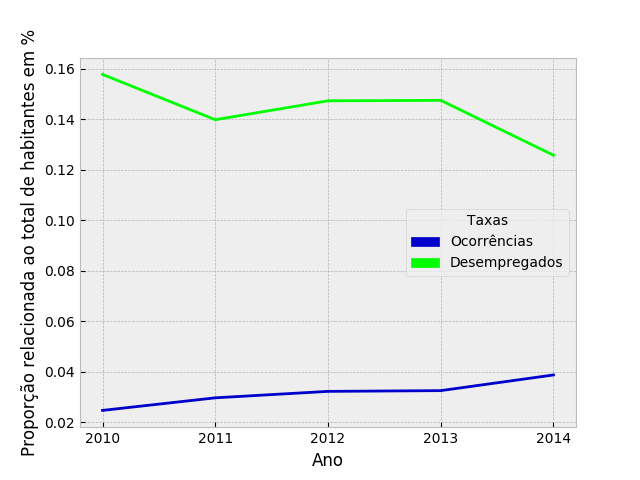 Proporção relacionada ao total de habitantes em %
0.16
0.14
0.12
0.10
0.08
0.06
0.04
0.02
Taxas
Ocorrências
Desempregados
2010 2011 2012 2013 2014
Ano